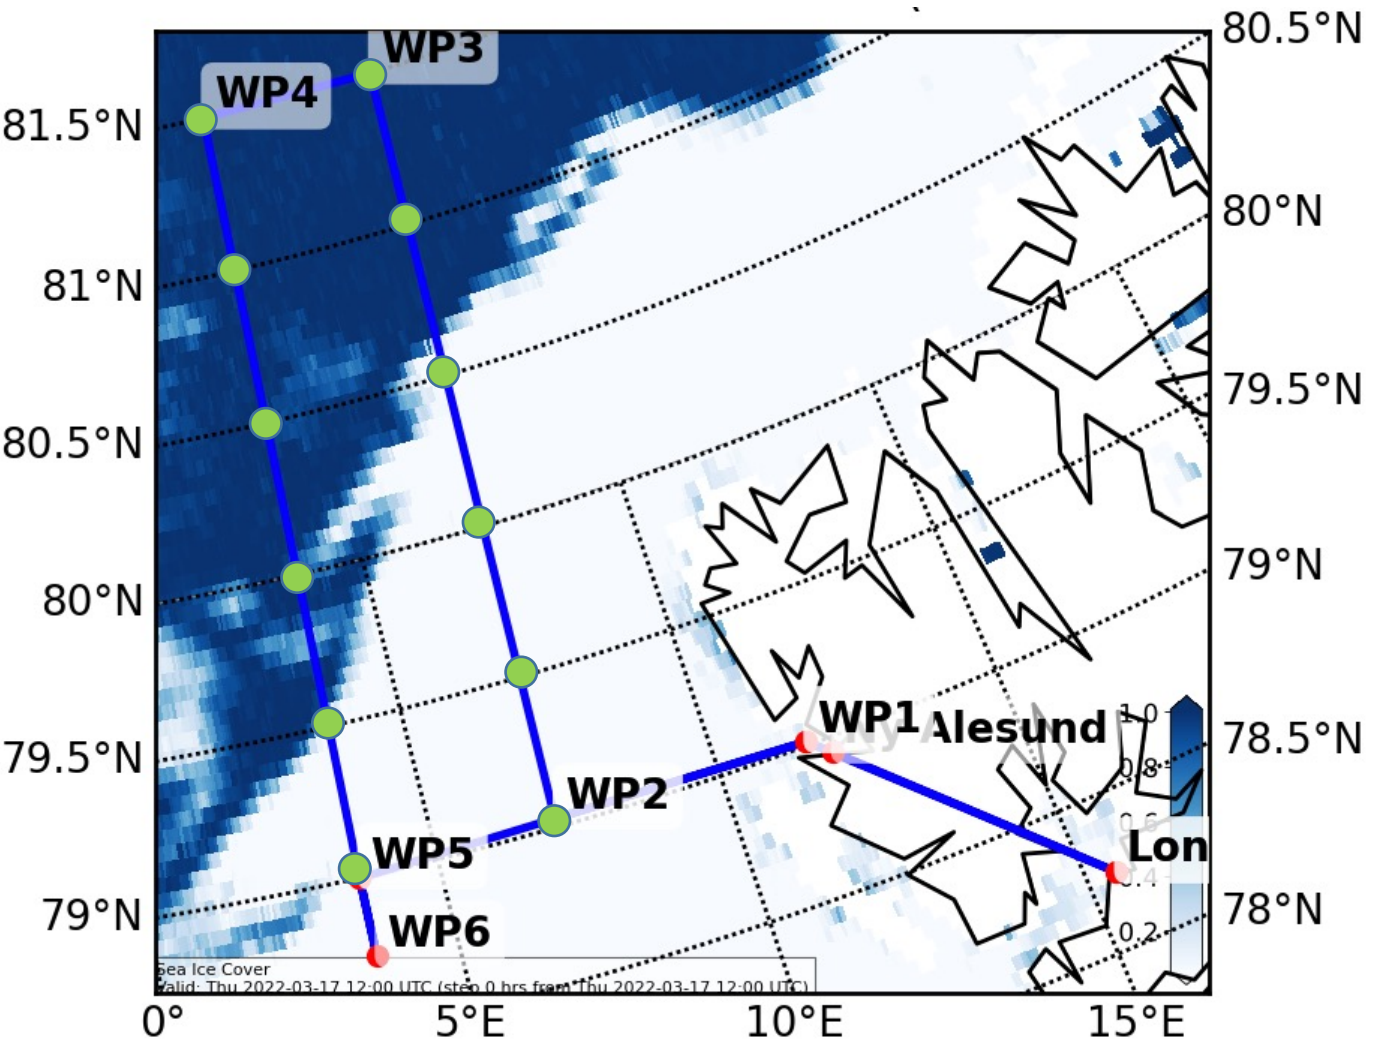 80.5°N
WP3
WP4
81.5°N
80°N
81°N
79.5°N
80.5°N
79°N
80°N
WP1 Alesund
1.0
78.5°N
79.5°N
0.8
WP2
0.6
WP5
Lon
0.4
79°N
78°N
WP6
0.2
Sea Ice Cover
Valid: Thu 2022-03-17 12:00 UTC (step 0 hrs from Thu 2022-03-17 12:00 UTC)
0° 5°E 10°E 15°E